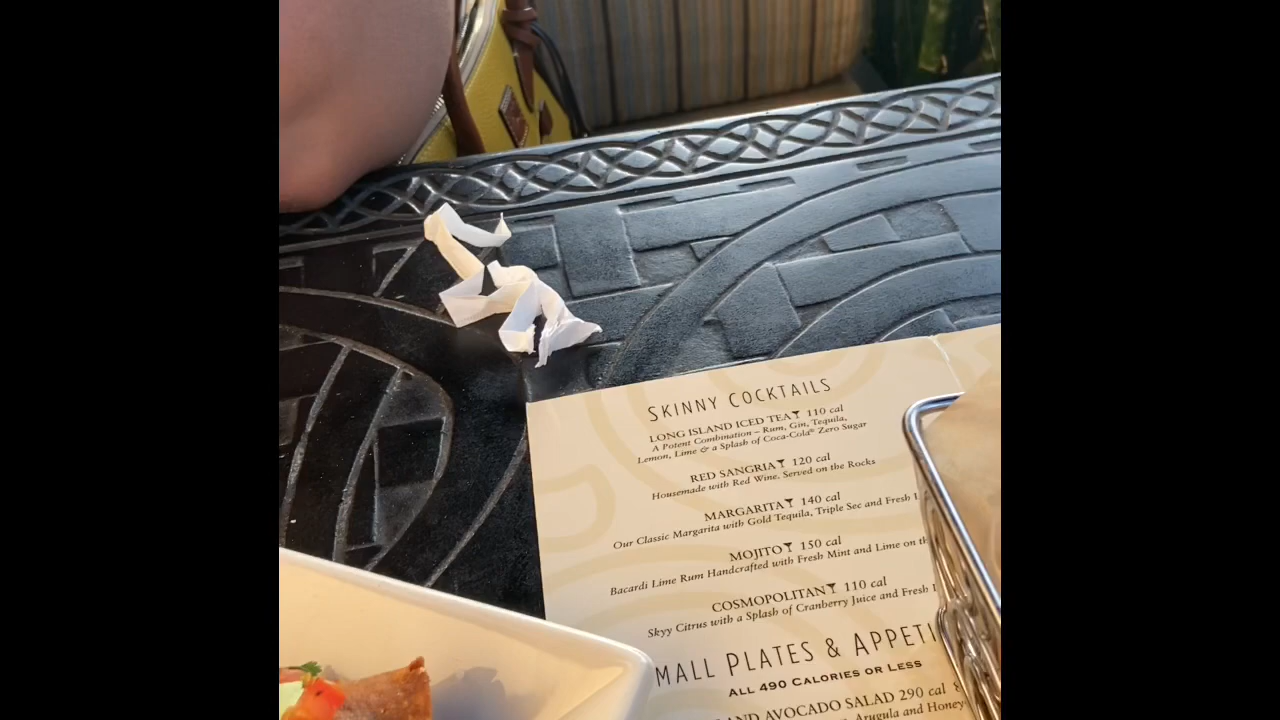 SKINNY COCKTAILS
LONG ISLAND ICED TEA 110 cal
A Potent Combination – Rum, Gin, Tequila,
Lemon, Lime & a Splash of Coca-Cola® Zero Sugar
RED SANGRIA 120 cal
Housemade with Red Wine. Served on the Rocks
MARGARITA 140 cal
Our Classic Margarita with Gold Tequila, Triple Sec and Fresh
MOJITO 150 cal
Bacardi Lime Rum Handcrafted with Fresh Mint and Lime on
COSMOPOLITAN 110 cal
Skyy Citrus with a Splash of Cranberry Juice and Fresh
MALL PLATES & APPETI
ALL 490 CALORIES OR LESS
AND AVOCADO SALAD 290 cal
Arugula and Honey